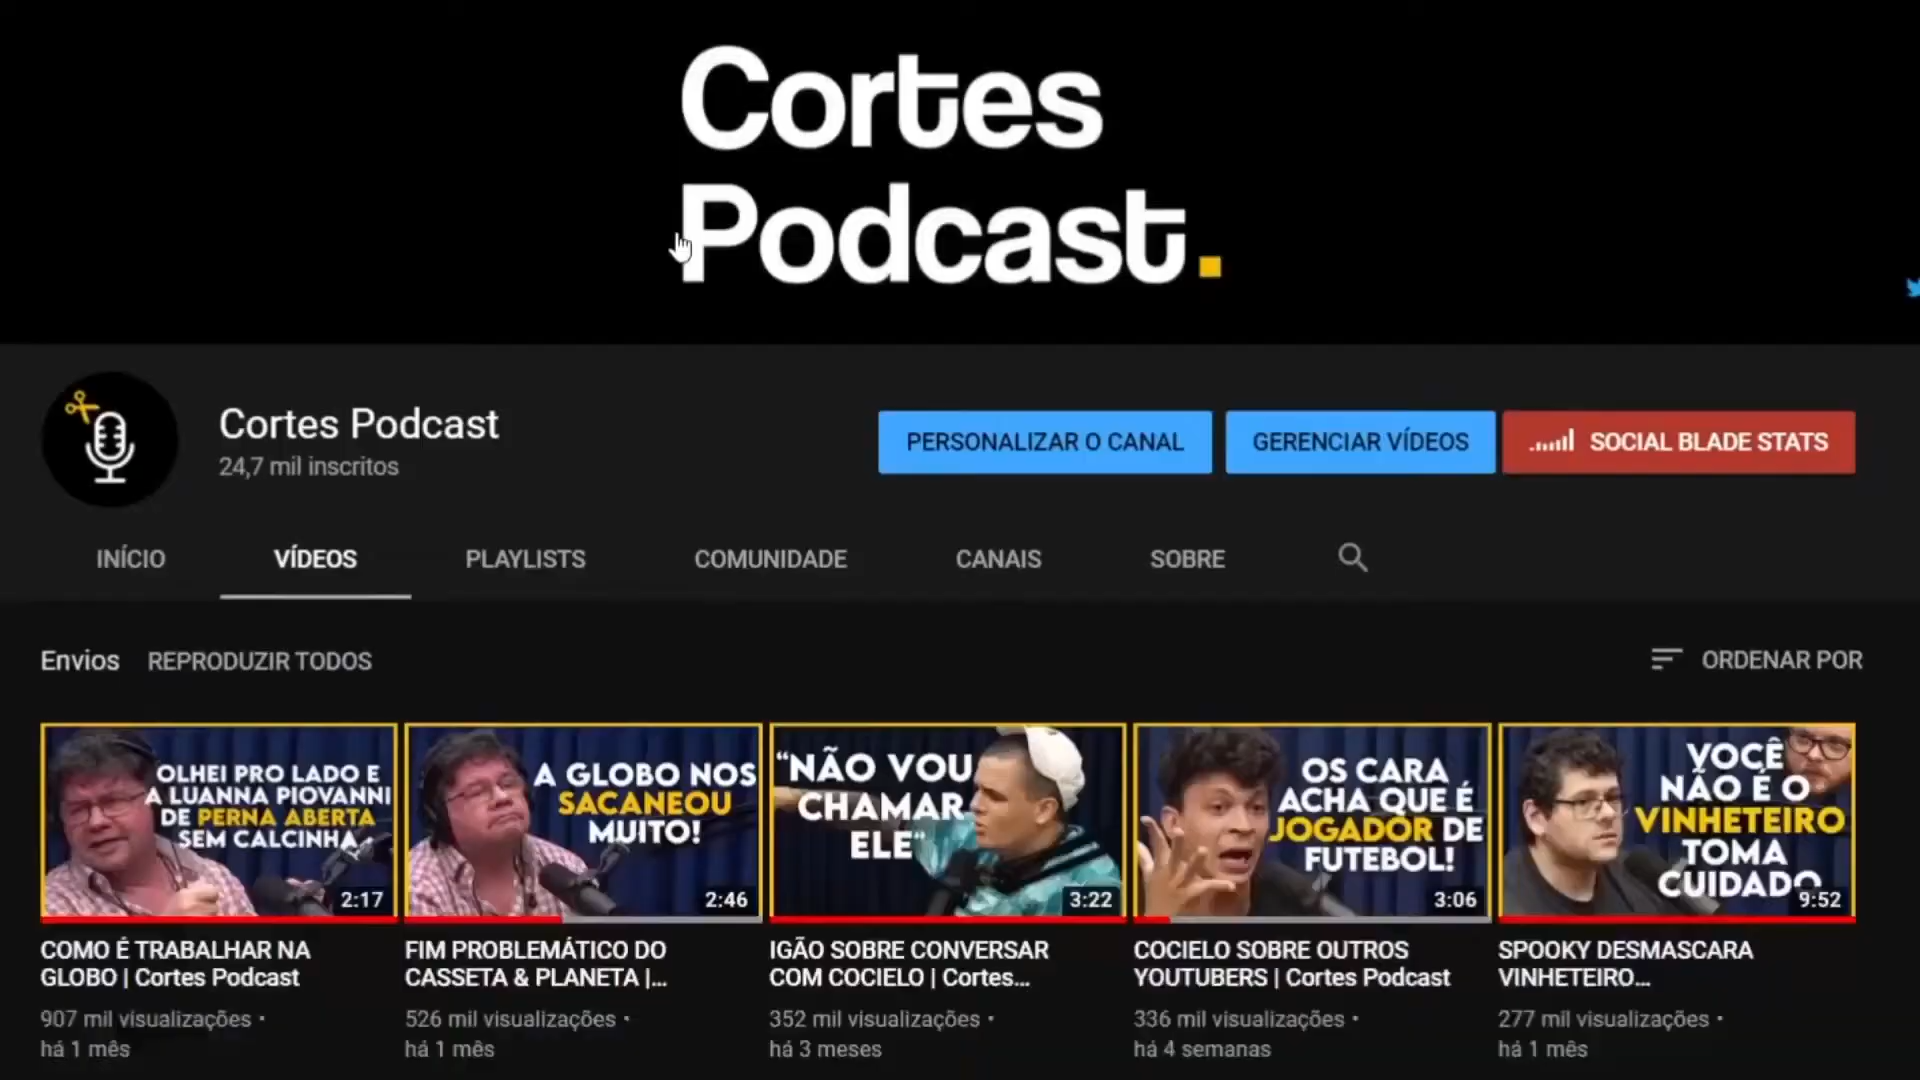 Cortes
Podcast.
Cortes Podcast
24,7 mil inscritos
PERSONALIZAR O CANAL
GERENCIAR VÍDEOS
SOCIAL BLADE STATS
INÍCIO
VÍDEOS
PLAYLISTS
COMUNIDADE
CANAIS
SOBRE
Envios
REPRODUZIR TODOS
ORDENAR POR
OLHEI PRO LADO E
A LUANNA PIOVANNI
DE PERNA ABERTA
SEM CALCINHA
2:17
A GLOBO NOS
SACANEOU
MUITO!
2:46
“NÃO VOU
CHAMAR
ELE“
3:22
OS CARA
ACHA QUE É
JOGADOR DE
FUTEBOL!
3:06
VOCÊ
NÃO É O
VINHETEIRO
TOMA
CUIDADO
9:52
COMO É TRABALHAR NA
GLOBO | Cortes Podcast
907 mil visualizações •
há 1 mês
FIM PROBLEMÁTICO DO
CASSETA & PLANETA |...
526 mil visualizações •
há 1 mês
IGÃO SOBRE CONVERSAR
COM COCIELO | Cortes...
352 mil visualizações •
há 3 meses
COCIELO SOBRE OUTROS
YOUTUBERS | Cortes Podcast
336 mil visualizações •
há 4 semanas
SPOOKY DESMASCARA
VINHETEIRO...
277 mil visualizações •
há 1 mês